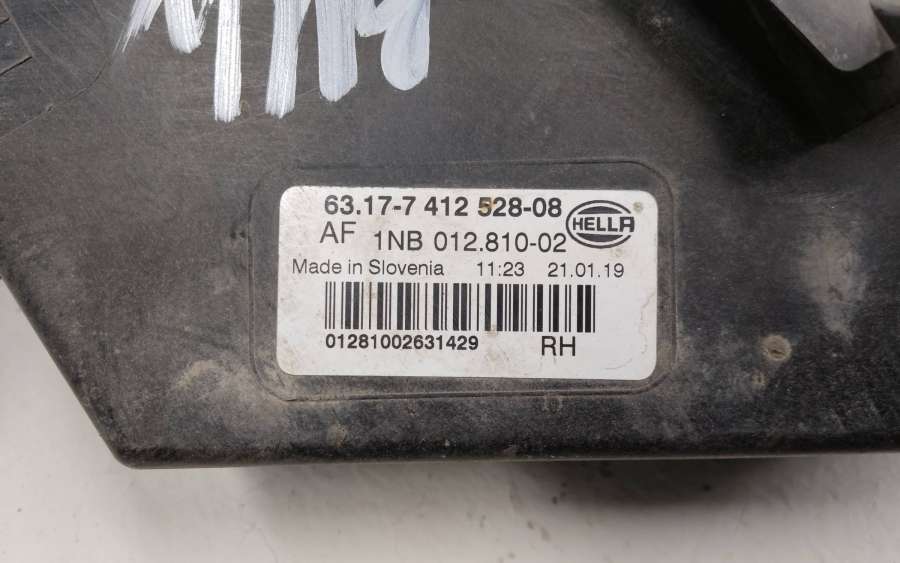 63.17-7 412 528-08
AF 1NB 012.810-02 HELLA
Made in Slovenia 11:23 21.01.19
01281002631429 RH